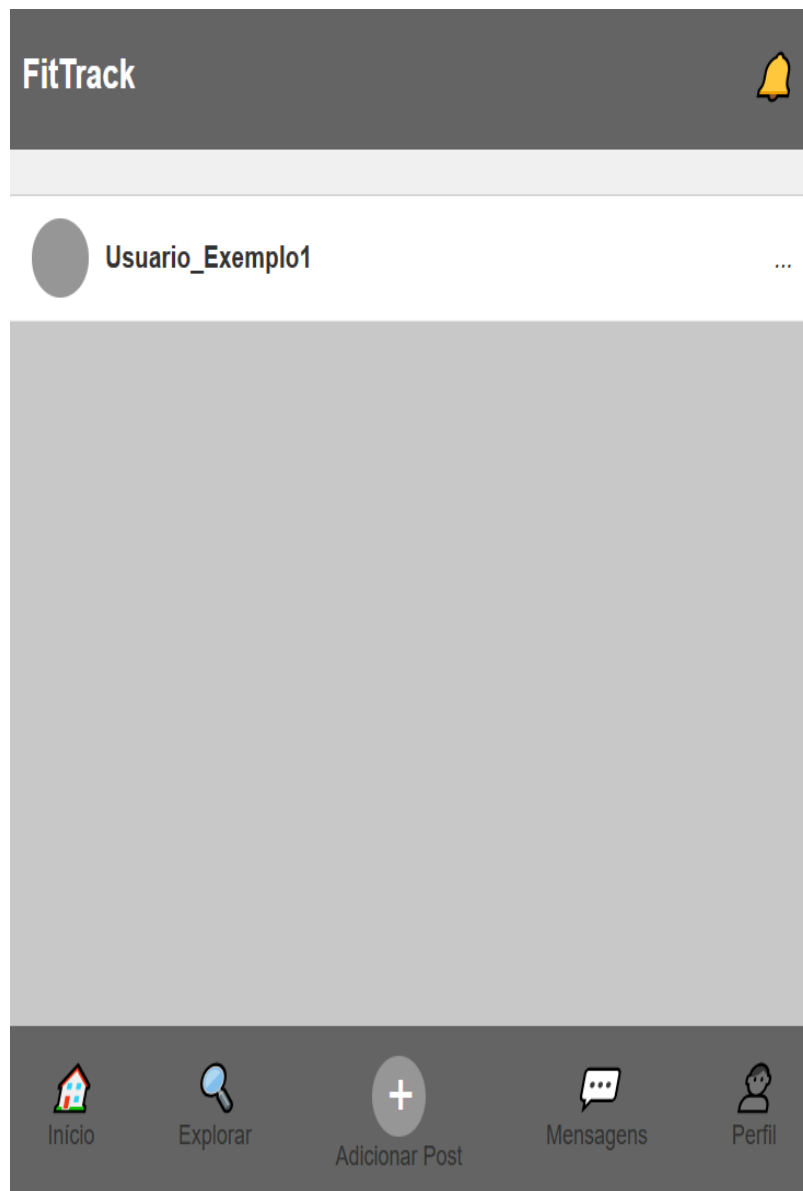 FitTrack
Usuario_Exemplo1
...
Início
Explorar
+
Adicionar Post
Mensagens
Perfil